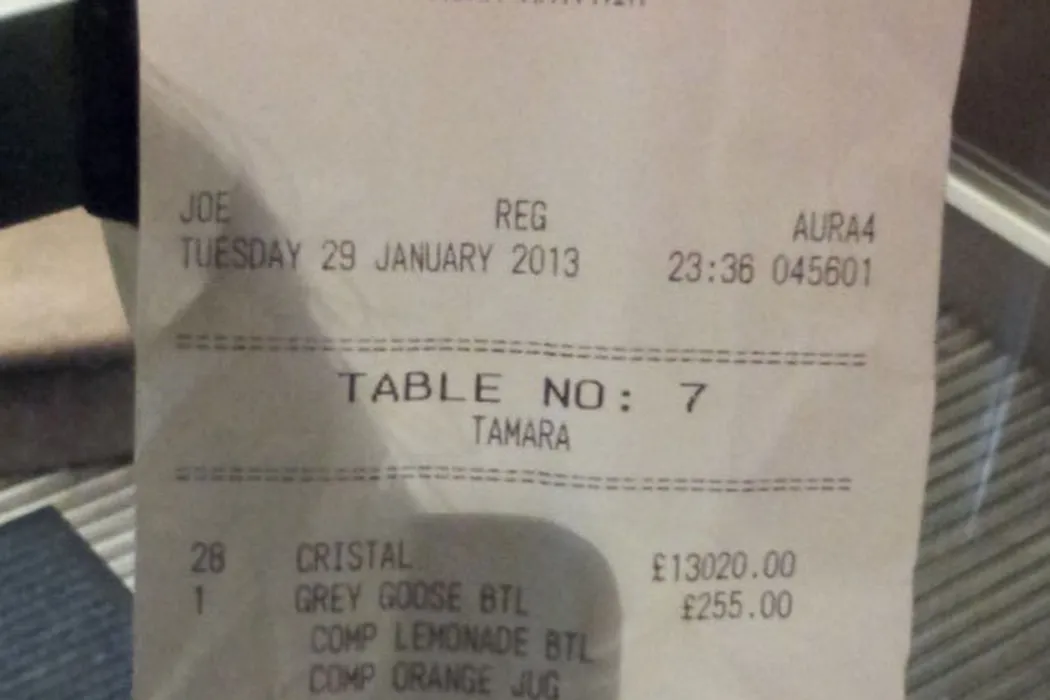 JOE REG AURA4
TUESDAY 29 JANUARY 2013 23:36 045601
TABLE NO: 7
TAMARA
28 CRISTAL £13020.00
1 GREY GOOSE BTL £255.00
COMP LEMONADE BTL
COMP ORANGE JUG